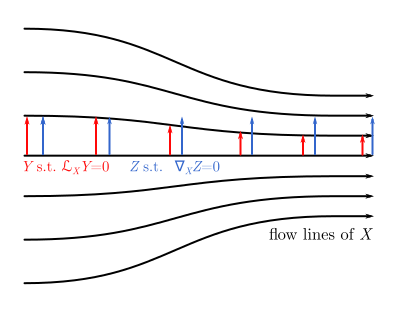 Y s.t. ℒ_X Y=0 Z s.t. ∇_X Z=0
flow lines of X